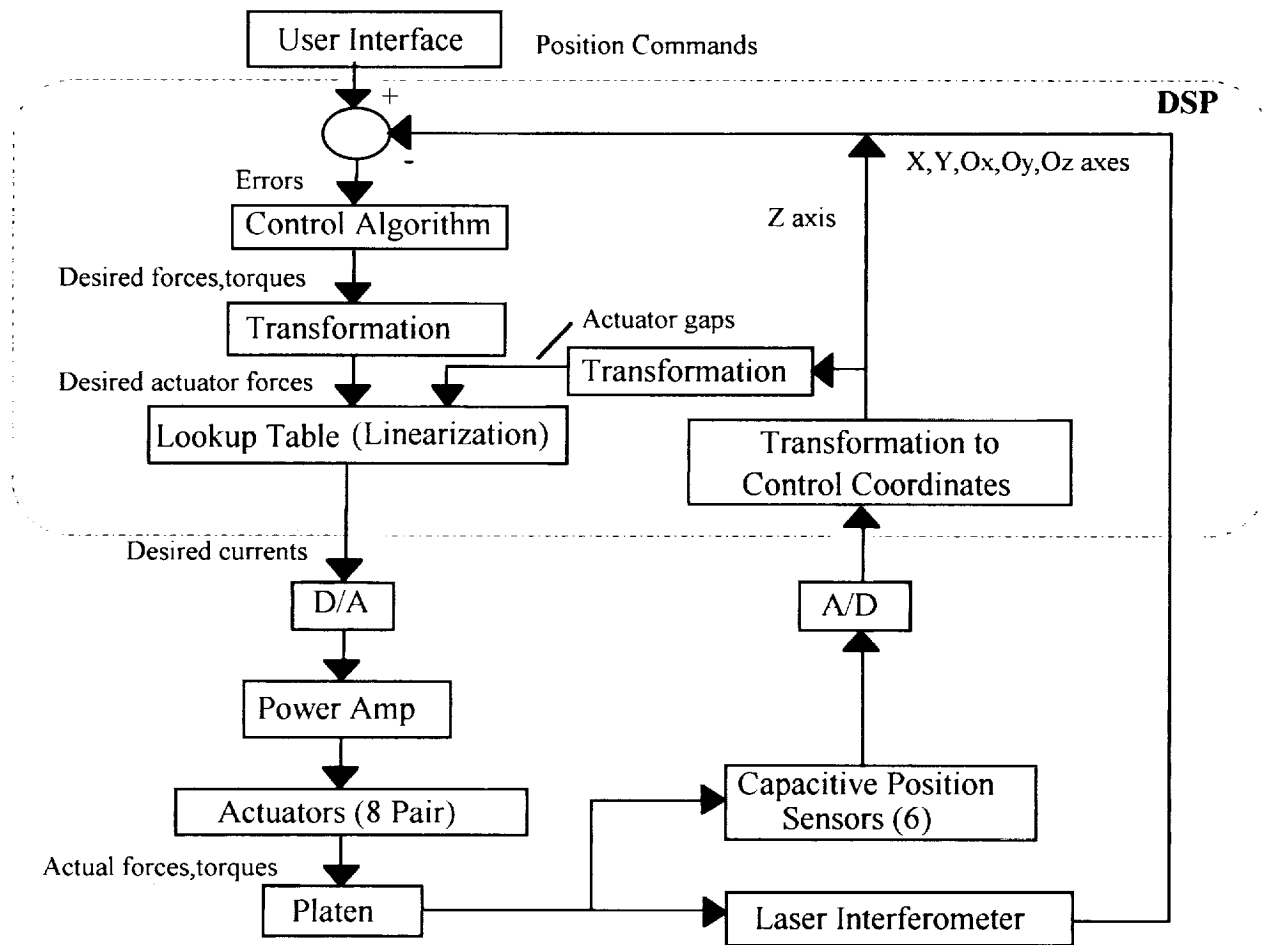 User Interface
Position Commands
DSP
+
-
X,Y,Ox,Oy,Oz axes
Errors
Control Algorithm
Z axis
Desired forces,torques
Transformation
Actuator gaps
Transformation
Desired actuator forces
Lookup Table (Linearization)
Transformation to
Control Coordinates
Desired currents
D/A
A/D
Power Amp
Capacitive Position
Sensors (6)
Actuators (8 Pair)
Actual forces,torques
Platen
Laser Interferometer